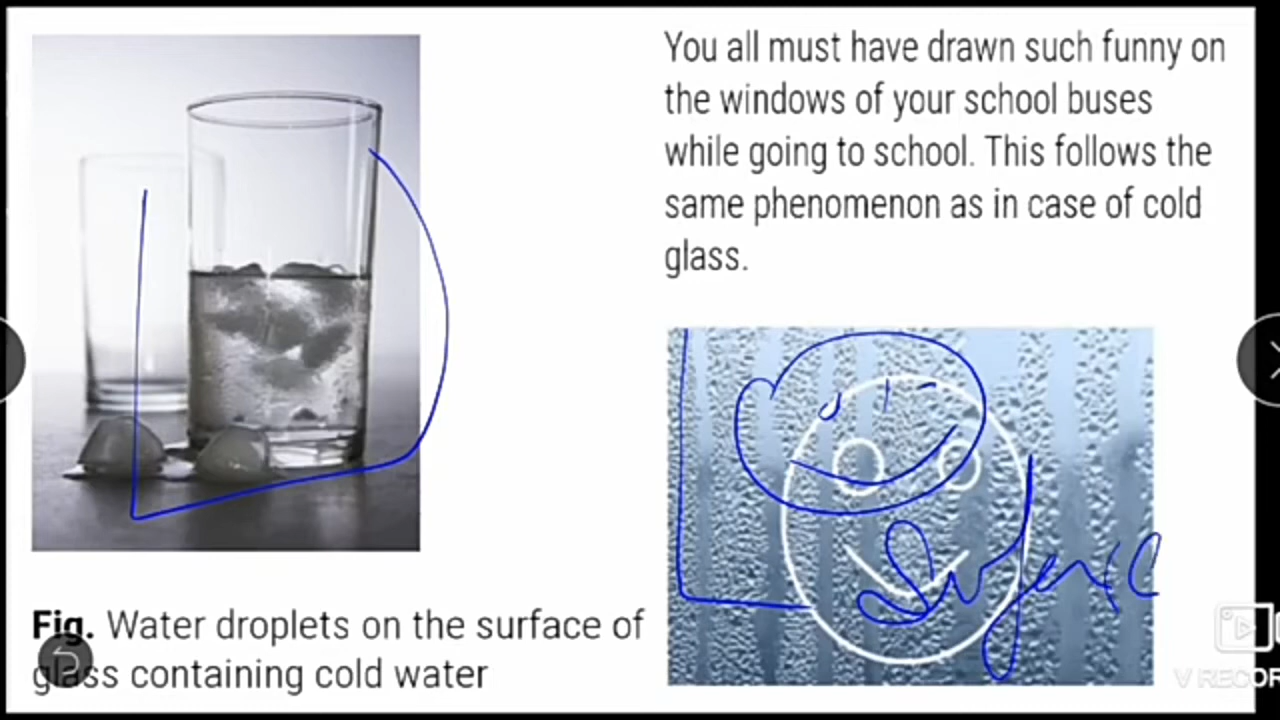 You all must have drawn such funny on
the windows of your school buses
while going to school. This follows the
same phenomenon as in case of cold
glass.
Surface
Fig. Water droplets on the surface of
glass containing cold water
V RECOR